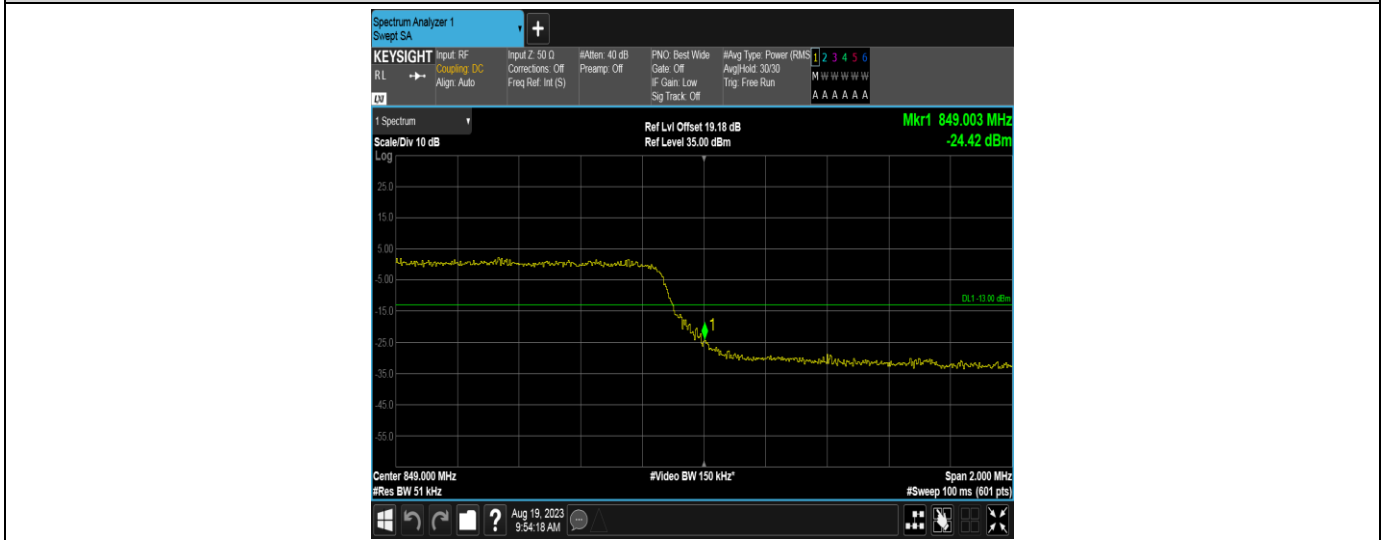 Spectrum Analyzer 1
Swept SA
+
KEYSIGHT
RL
LXI
Input: RF
Coupling: DC
Align: Auto
Input Z: 50 Ω
Corrections: Off
Freq Ref: Int (S)
#Atten: 40 dB
Preamp: Off
PNO: Best Wide
Gate: Off
IF Gain: Low
Sig Track: Off
#Avg Type: Power (RMS
Avg|Hold: 30/30
Trig: Free Run
1 2 3 4 5 6
M W W W W W
A A A A A A
1 Spectrum
Scale/Div 10 dB
Log
Ref Lvl Offset 19.18 dB
Ref Level 35.00 dBm
Mkr1 849.003 MHz
-24.42 dBm
25.0
15.0
5.00
-5.00
DL1 -13.00 dBm
-15.0
1
-25.0
-35.0
-45.0
-55.0
Center 849.000 MHz
#Res BW 51 kHz
#Video BW 150 kHz*
Span 2.000 MHz
#Sweep 100 ms (601 pts)
?
Aug 19, 2023
9:54:18 AM